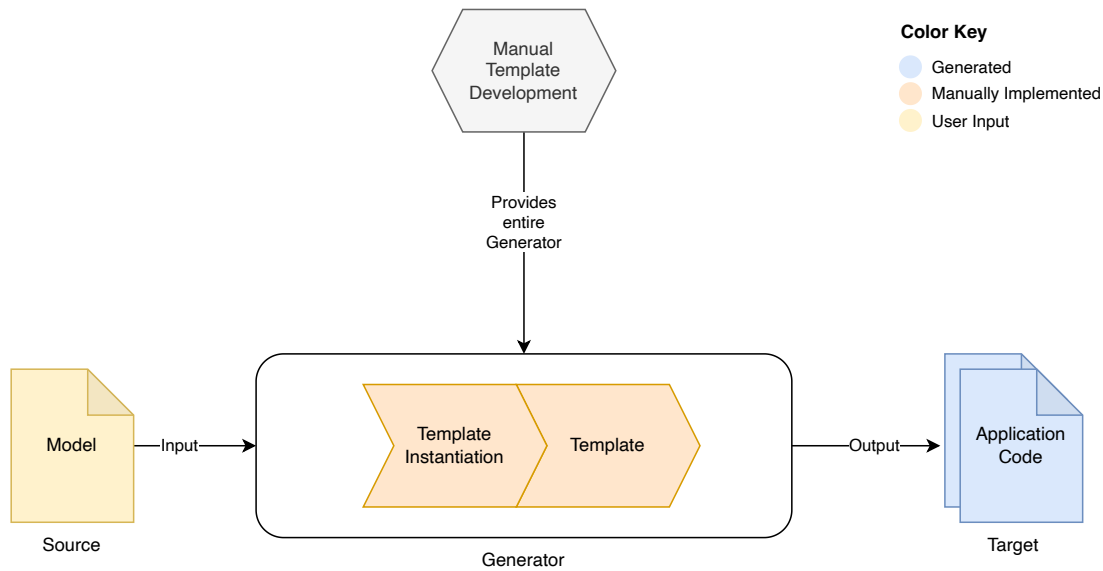 Manual
Template
Development
Color Key
Generated
Manually Implemented
User Input
Provides
entire
Generator
Model
Input
Template
Instantiation
Template
Output
Application
Code
Source
Generator
Target